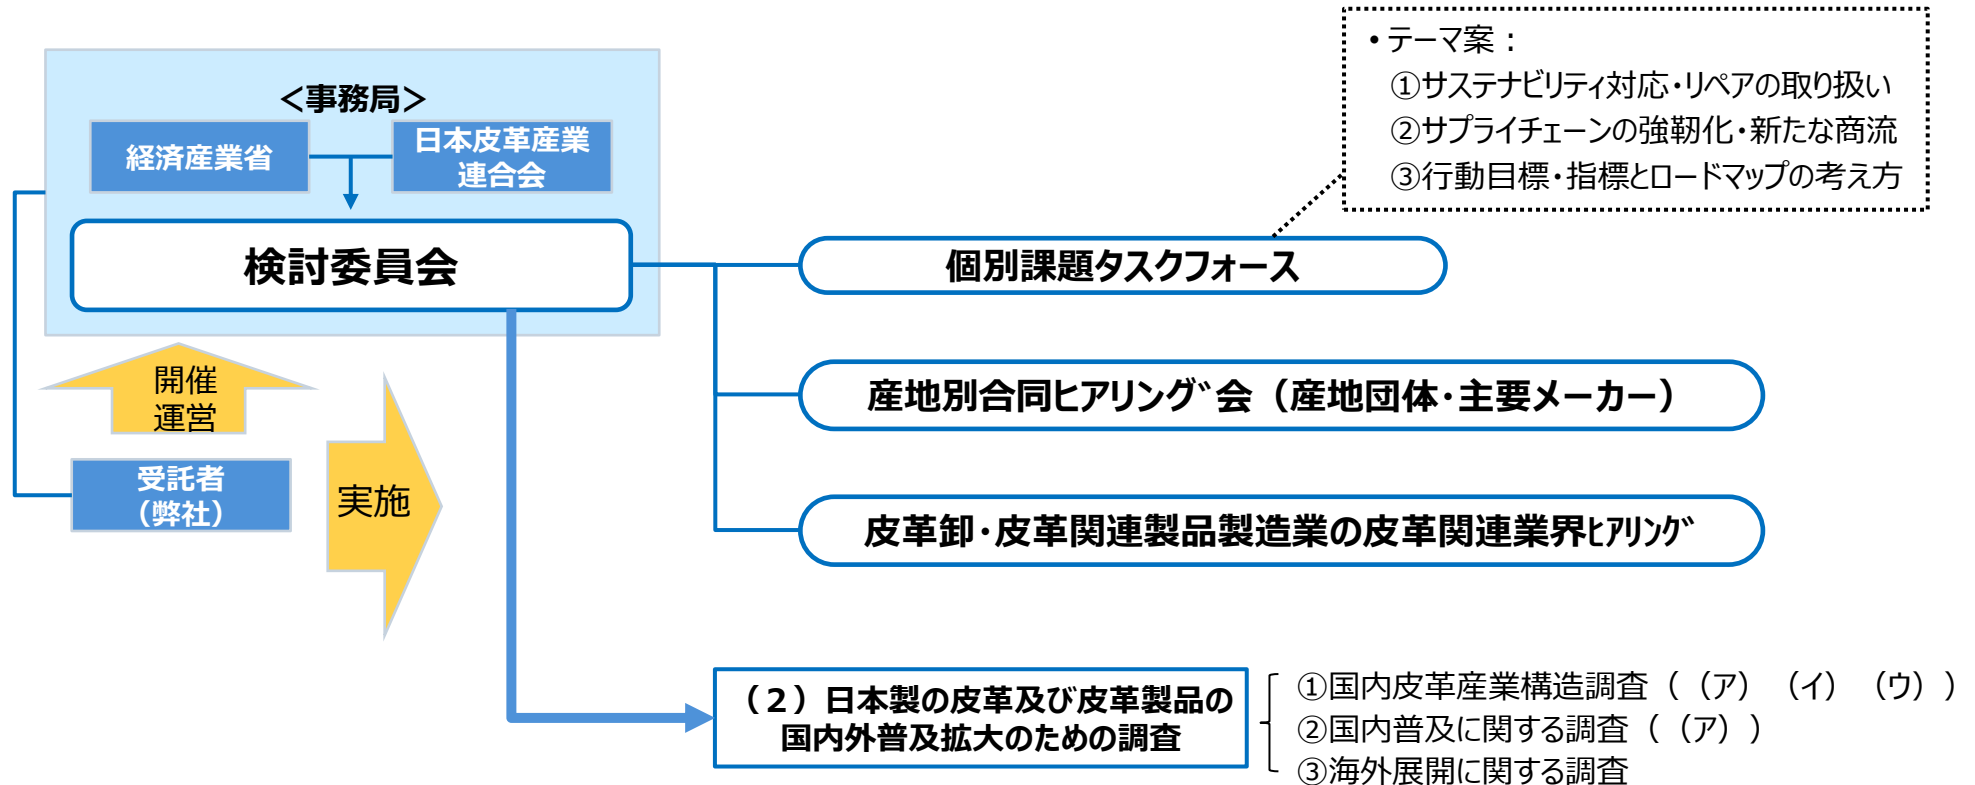 ＜事務局＞
経済産業省
日本皮革産業
連合会
検討委員会
開催
運営
受託者
（弊社）
実施
・テーマ案：
①サステナビリティ対応・リペアの取り扱い
②サプライチェーンの強靭化・新たな商流
③行動目標・指標とロードマップの考え方
個別課題タスクフォース
産地別合同ヒアリング゛会（産地団体・主要メーカー）
皮革卸・皮革関連製品製造業の皮革関連業界ﾋｱﾘﾝｸﾞ
（２）日本製の皮革及び皮革製品の
国内外普及拡大のための調査
①国内皮革産業構造調査（（ア）（イ）（ウ））
②国内普及に関する調査（（ア））
③海外展開に関する調査